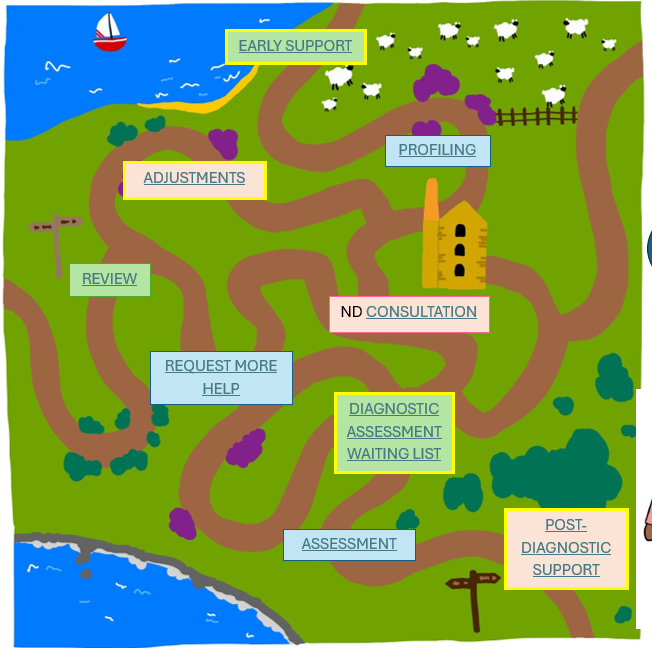 EARLY SUPPORT
PROFILING
ADJUSTMENTS
REVIEW
ND CONSULTATION
REQUEST MORE
HELP
DIAGNOSTIC
ASSESSMENT
WAITING LIST
ASSESSMENT
POST-
DIAGNOSTIC
SUPPORT